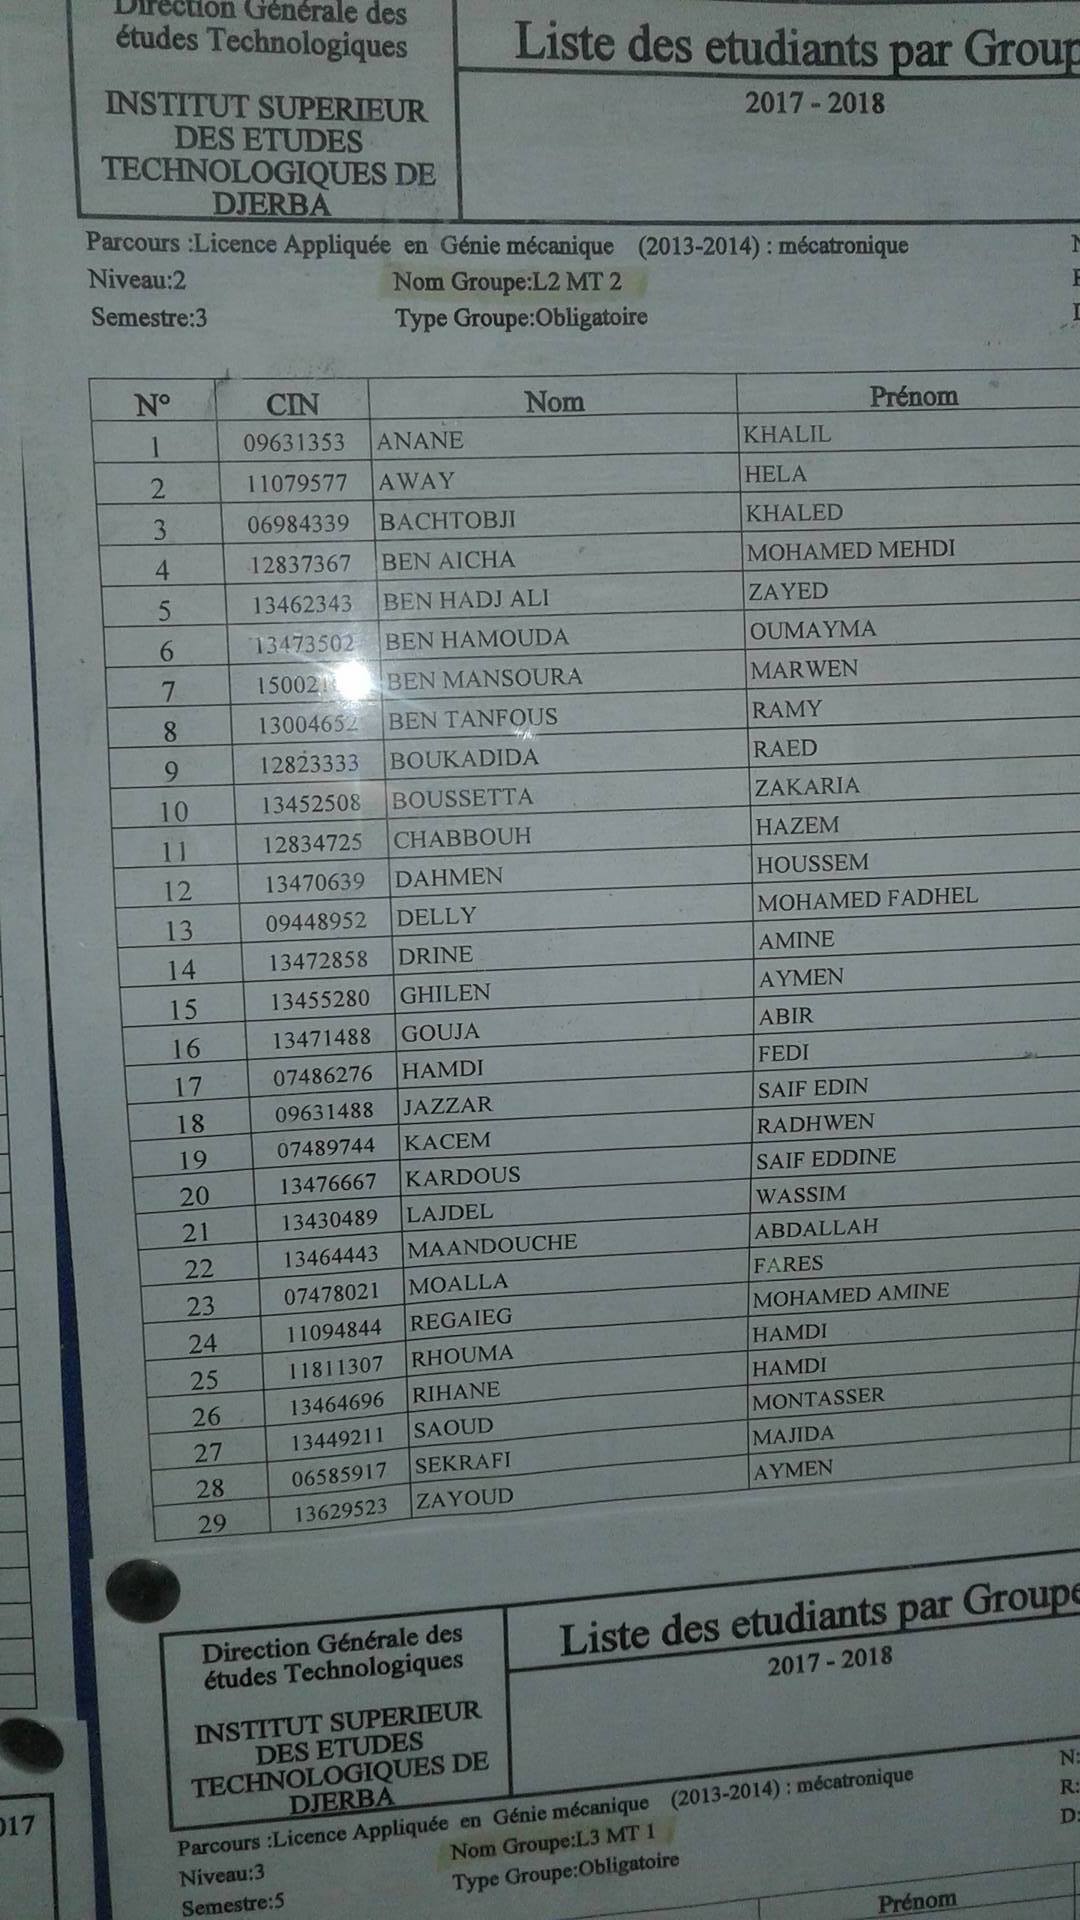 Direction Générale des
études Technologiques
INSTITUT SUPERIEUR
DES ETUDES
TECHNOLOGIQUES DE
DJERBA
Liste des etudiants par Group
2017 - 2018
Parcours :Licence Appliquée en Génie mécanique (2013-2014) : mécatronique
Niveau:2 Nom Groupe:L2 MT 2
Semestre:3 Type Groupe:Obligatoire
N° CIN Nom Prénom
1 09631353 ANANE KHALIL
2 11079577 AWAY HELA
3 06984339 BACHTOBJI KHALED
4 12837367 BEN AICHA MOHAMED MEHDI
5 13462343 BEN HADJ ALI ZAYED
6 13473502 BEN HAMOUDA OUMAYMA
7 BEN MANSOURA MARWEN
8 13004652 BEN TANFOUS RAMY
9 12823333 BOUKADIDA RAED
10 13452508 BOUSSETTA ZAKARIA
11 12834725 CHABBOUH HAZEM
12 13470639 DAHMEN HOUSSEM
13 09448952 DELLY MOHAMED FADHEL
14 13472858 DRINE AMINE
15 13455280 GHILEN AYMEN
16 13471488 GOUJA ABIR
17 07486276 HAMDI FEDI
18 09631488 JAZZAR SAIF EDIN
19 07489744 KACEM RADHWEN
20 13476667 KARDOUS SAIF EDDINE
21 13430489 LAJDEL WASSIM
22 13464443 MAANDOUCHE ABDALLAH
23 07478021 MOALLA FARES
24 11094844 REGAIEG MOHAMED AMINE
25 11811307 RHOUMA HAMDI
26 13464696 RIHANE HAMDI
27 13449211 SAOUD MONTASSER
28 06585917 SEKRAFI MAJIDA
29 13629523 ZAYOUD AYMEN
Direction Générale des
études Technologiques
INSTITUT SUPERIEUR
DES ETUDES
TECHNOLOGIQUES DE
DJERBA
Liste des etudiants par Groupe
2017 - 2018
Parcours :Licence Appliquée en Génie mécanique (2013-2014) : mécatronique N:
Niveau:3 Nom Groupe:L3 MT 1 R:
Semestre:5 Type Groupe:Obligatoire D:
Prénom
017